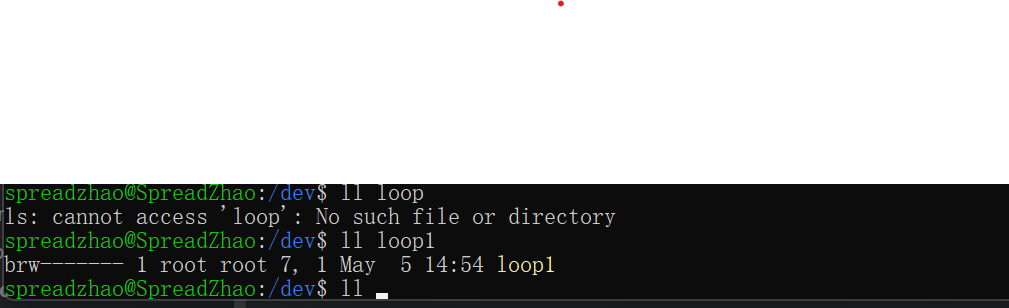 spreadzhao@SpreadZhao:/dev$ ll loop
ls: cannot access 'loop': No such file or directory
spreadzhao@SpreadZhao:/dev$ ll loop1
brw------- 1 root root 7, 1 May  5 14:54 loop1
spreadzhao@SpreadZhao:/dev$ ll